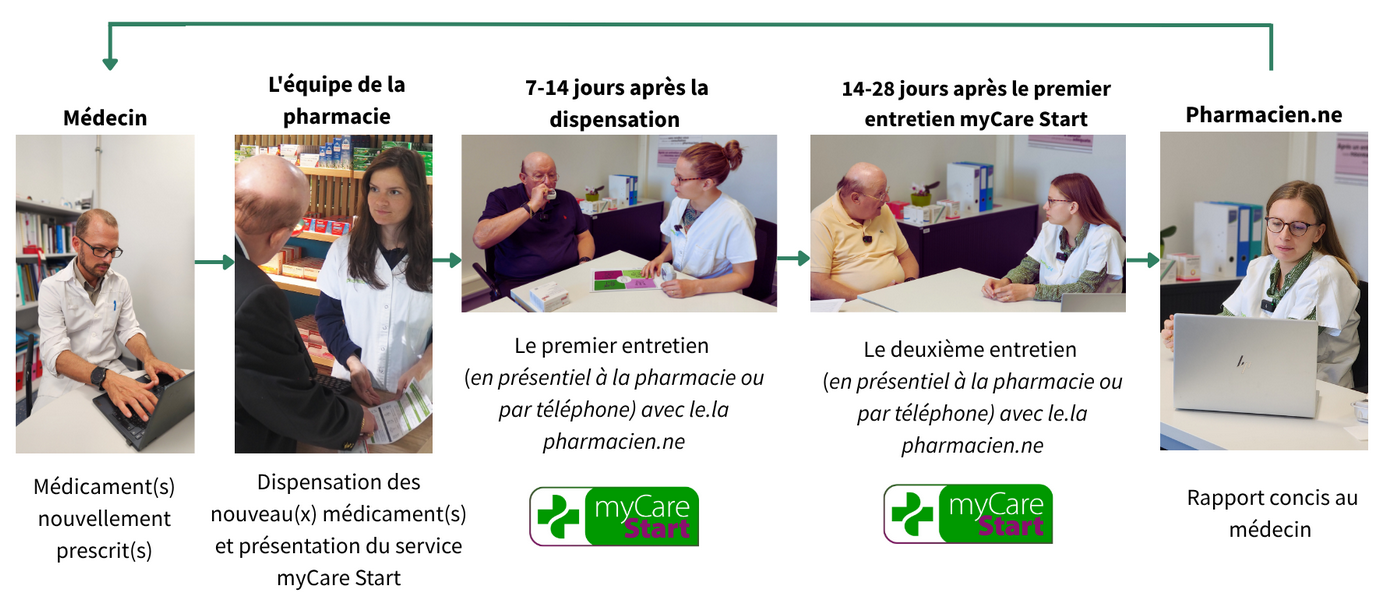 Médecin
Médicament(s)
nouvellement
prescrit(s)
L'équipe de la
pharmacie
Dispensation des
nouveau(x) médicament(s)
et présentation du service
myCare Start
7-14 jours après la
dispensation
Le premier entretien
(en présentiel à la pharmacie ou
par téléphone) avec le.la
pharmacien.ne
myCare
Start
14-28 jours après le premier
entretien myCare Start
Le deuxième entretien
(en présentiel à la pharmacie ou
par téléphone) avec le.la
pharmacien.ne
myCare
Start
Pharmacien.ne
Rapport concis au
médecin